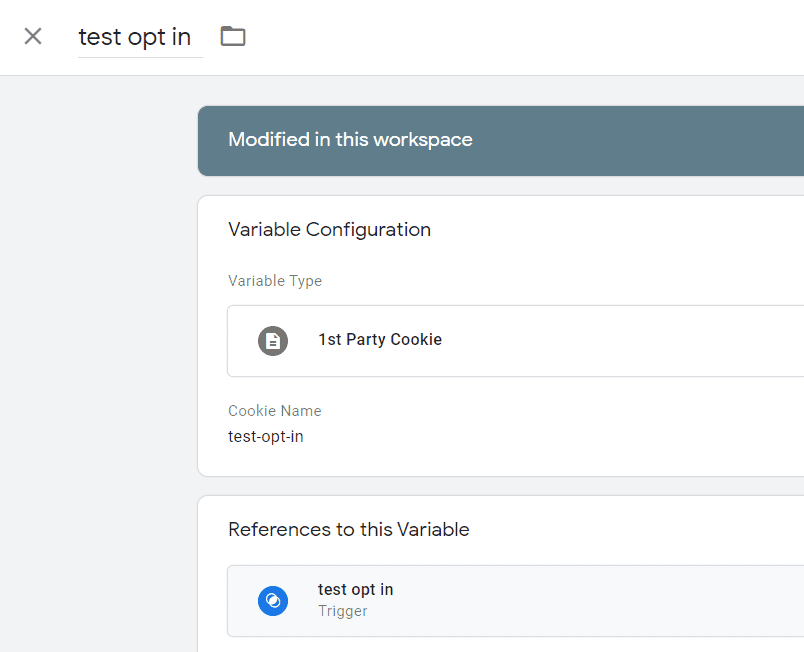 test opt in
Modified in this workspace
Variable Configuration
Variable Type
1st Party Cookie
Cookie Name
test-opt-in
References to this Variable
test opt in
Trigger